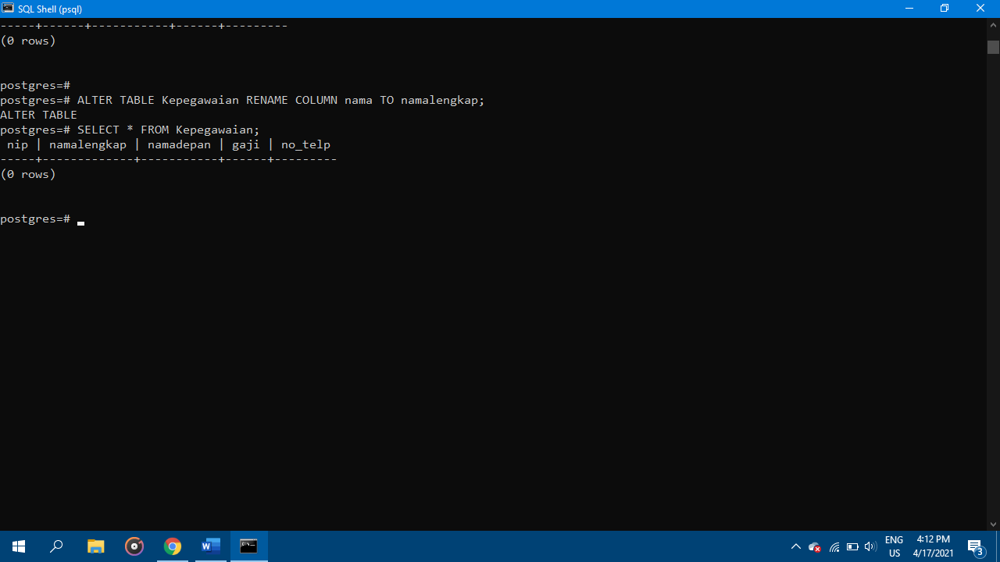 SQL Shell (psql)
-----+------+-----------+------+---------
(0 rows)
postgres=#
postgres=# ALTER TABLE Kepegawaian RENAME COLUMN nama TO namalengkap;
ALTER TABLE
postgres=# SELECT * FROM Kepegawaian;
 nip | namalengkap | namadepan | gaji | no_telp
-----+-------------+-----------+------+---------
(0 rows)
postgres=#
ENG 4:12 PM
US 4/17/2021
3